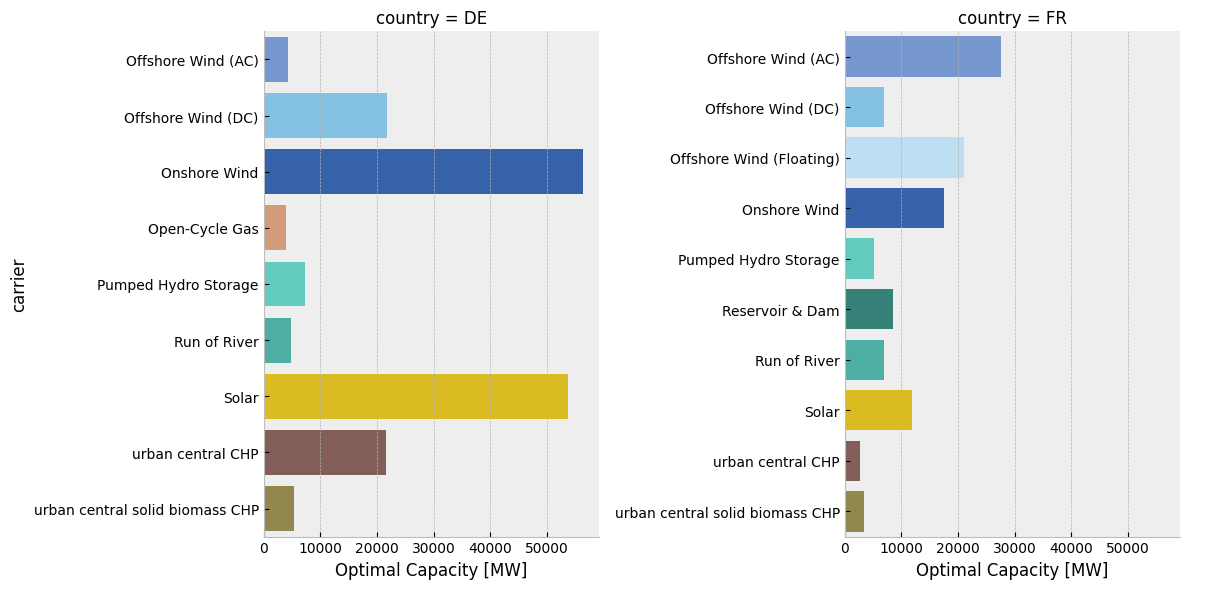 country = DE
carrier
Offshore Wind (AC)
Offshore Wind (DC)
Onshore Wind
Open-Cycle Gas
Pumped Hydro Storage
Run of River
Solar
urban central CHP
urban central solid biomass CHP
0 10000 20000 30000 40000 50000
Optimal Capacity [MW]
country = FR
Offshore Wind (AC)
Offshore Wind (DC)
Offshore Wind (Floating)
Onshore Wind
Pumped Hydro Storage
Reservoir & Dam
Run of River
Solar
urban central CHP
urban central solid biomass CHP
0 10000 20000 30000 40000 50000
Optimal Capacity [MW]